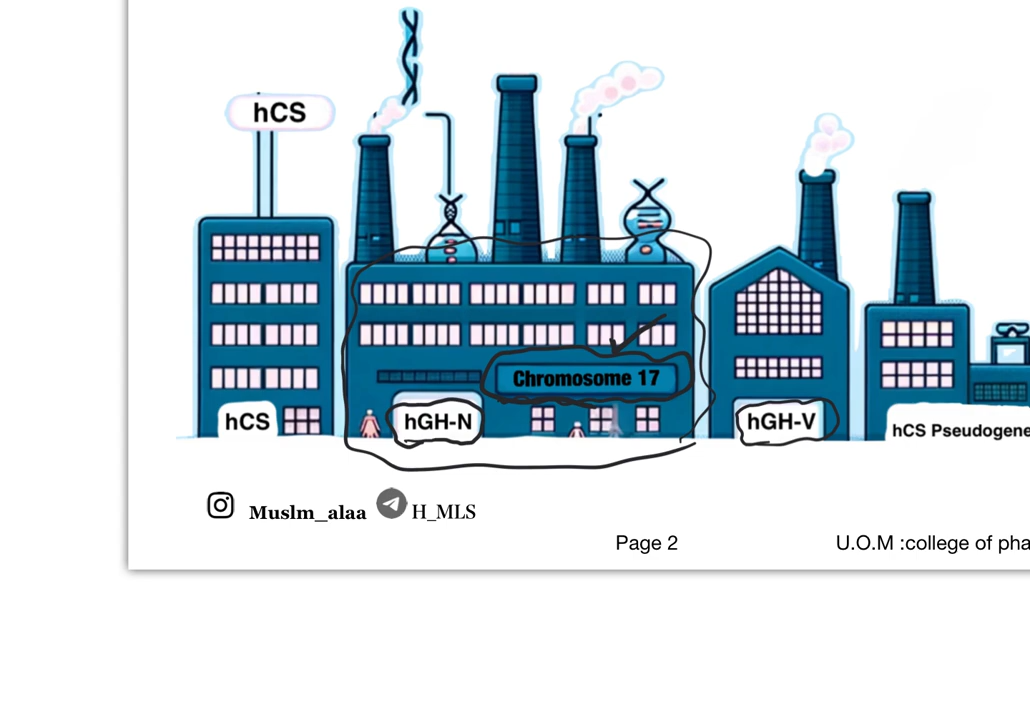 hCS
Chromosome 17
hCS
hGH-N
hGH-V
hCS Pseudogene
Muslm_alaa H_MLS
Page 2
U.O.M :college of pha